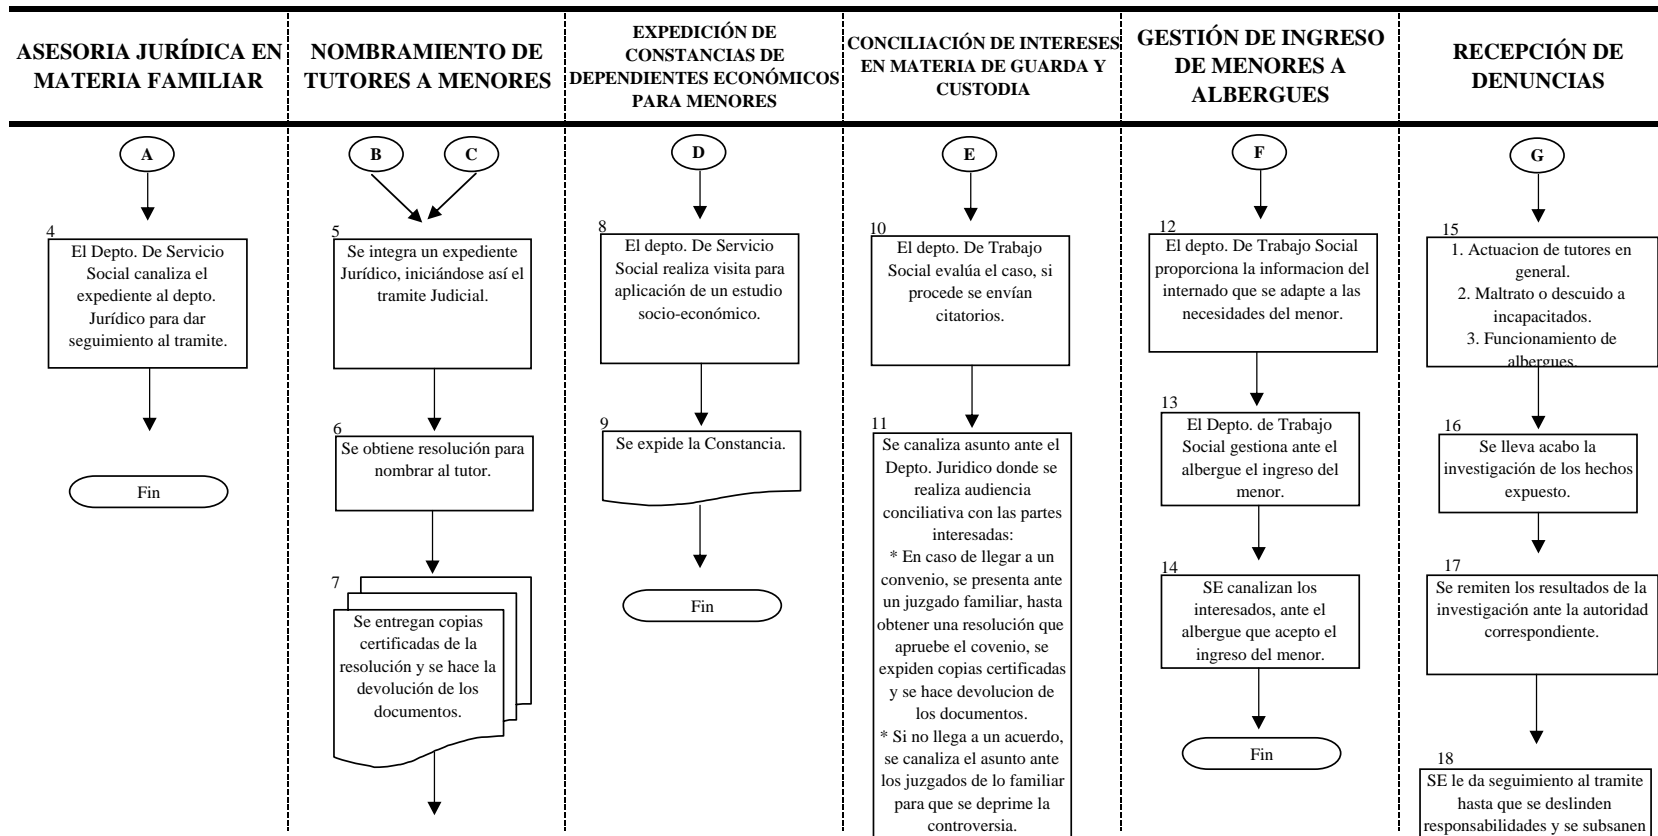 ASESORIA JURÍDICA EN
MATERIA FAMILIAR
NOMBRAMIENTO DE
TUTORES A MENORES
EXPEDICIÓN DE
CONSTANCIAS DE
DEPENDIENTES ECONÓMICOS
PARA MENORES
CONCILIACIÓN DE INTERESES
EN MATERIA DE GUARDA Y
CUSTODIA
GESTIÓN DE INGRESO
DE MENORES A
ALBERGUES
RECEPCIÓN DE
DENUNCIAS
A
4
El Depto. De Servicio
Social canaliza el
expediente al depto.
Jurídico para dar
seguimiento al tramite.
Fin
B
C
5
Se integra un expediente
Jurídico, iniciándose así el
tramite Judicial.
6
Se obtiene resolución para
nombrar al tutor.
7
Se entregan copias
certificadas de la
resolución y se hace la
devolución de los
documentos.
D
8
El depto. De Servicio
Social realiza visita para
aplicación de un estudio
socio-económico.
9
Se expide la Constancia.
Fin
E
10
El depto. De Trabajo
Social evalúa el caso, si
procede se envían
citatorios.
11
Se canaliza asunto ante el
Depto. Juridico donde se
realiza audiencia
conciliativa con las partes
interesadas:
* En caso de llegar a un
convenio, se presenta ante
un juzgado familiar, hasta
obtener una resolución que
apruebe el covenio, se
expiden copias certificadas
y se hace devolucion de
los documentos.
* Si no llega a un acuerdo,
se canaliza el asunto ante
los juzgados de lo familiar
para que se deprime la
controversia.
F
12
El depto. De Trabajo Social
proporciona la informacion del
internado que se adapte a las
necesidades del menor.
13
El Depto. de Trabajo
Social gestiona ante el
albergue el ingreso del
menor.
14
SE canalizan los
interesados, ante el
albergue que acepto el
ingreso del menor.
Fin
G
15
1. Actuacion de tutores en
general.
2. Maltrato o descuido a
incapacitados.
3. Funcionamiento de
albergues.
16
Se lleva acabo la
investigación de los hechos
expuesto.
17
Se remiten los resultados de la
investigación ante la autoridad
correspondiente.
18
SE le da seguimiento al tramite
hasta que se deslinden
responsabilidades y se subsanen